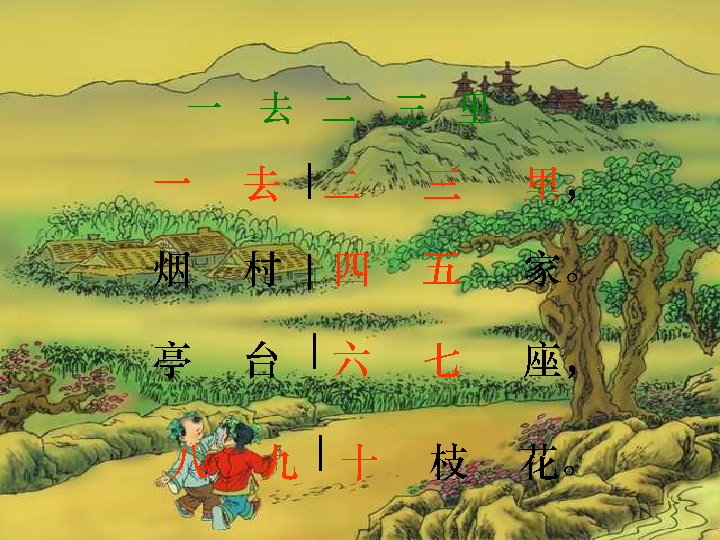 一去二三里
一去|二三里，
烟村|四五家。
亭台|六七座，
八九|十枝花。